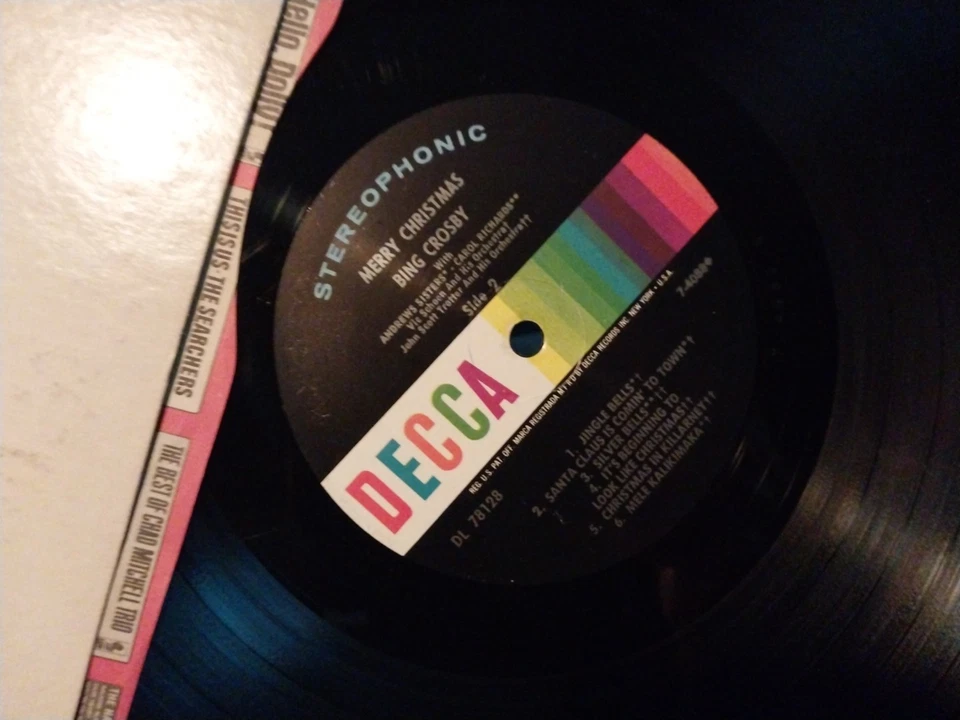 Hello, Dolly!
THIS IS US · THE SEARCHERS
THE BEST OF CHAD MITCHELL TRIO
STEREOPHONIC
MERRY CHRISTMAS
BING CROSBY
With
ANDREWS SISTERS* · CAROL RICHARDS**
Vic Schoen And His Orchestra†
John Scott Trotter And His Orchestra††
Side 2
DECCA
REG U.S. PAT. OFF. MARCA REGISTRADA M'F'R'D BY DECCA RECORDS INC. NEW YORK · U.S.A.
DL 78128
1. JINGLE BELLS*†
2. SANTA CLAUS IS COMIN' TO TOWN*†
3. SILVER BELLS**††
IT'S BEGINNING TO
LOOK LIKE CHRISTMAS††
5. CHRISTMAS IN KILLARNEY††
6. MELE KALIKIMAKA*†